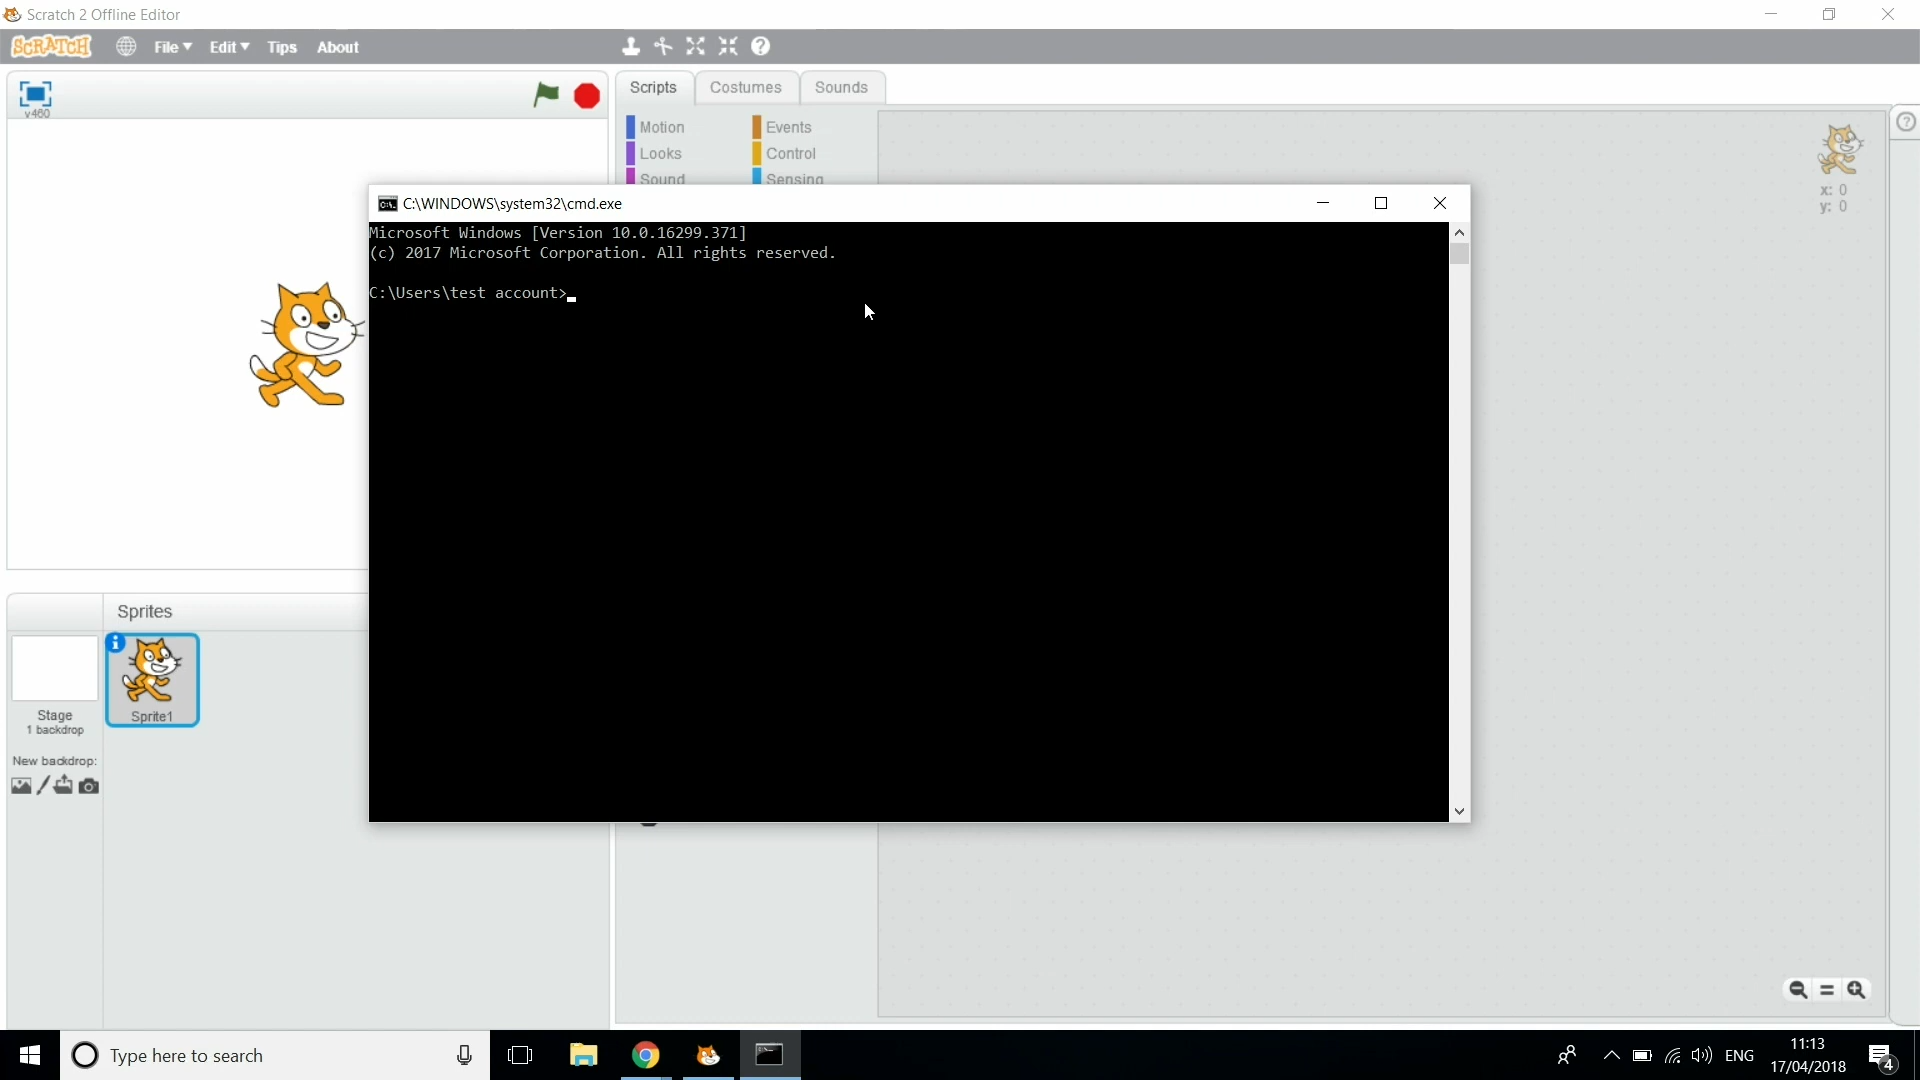 Scratch 2 Offline Editor
SCRATCH File Edit Tips About
v460
Scripts Costumes Sounds
Motion Events
Looks Control
Sound Sensing
x: 0
y: 0
C:\WINDOWS\system32\cmd.exe
Microsoft Windows [Version 10.0.16299.371]
(c) 2017 Microsoft Corporation. All rights reserved.
C:\Users\test account>
Sprites
Stage
1 backdrop
Sprite1
New backdrop:
Type here to search
ENG
11:13
17/04/2018
4